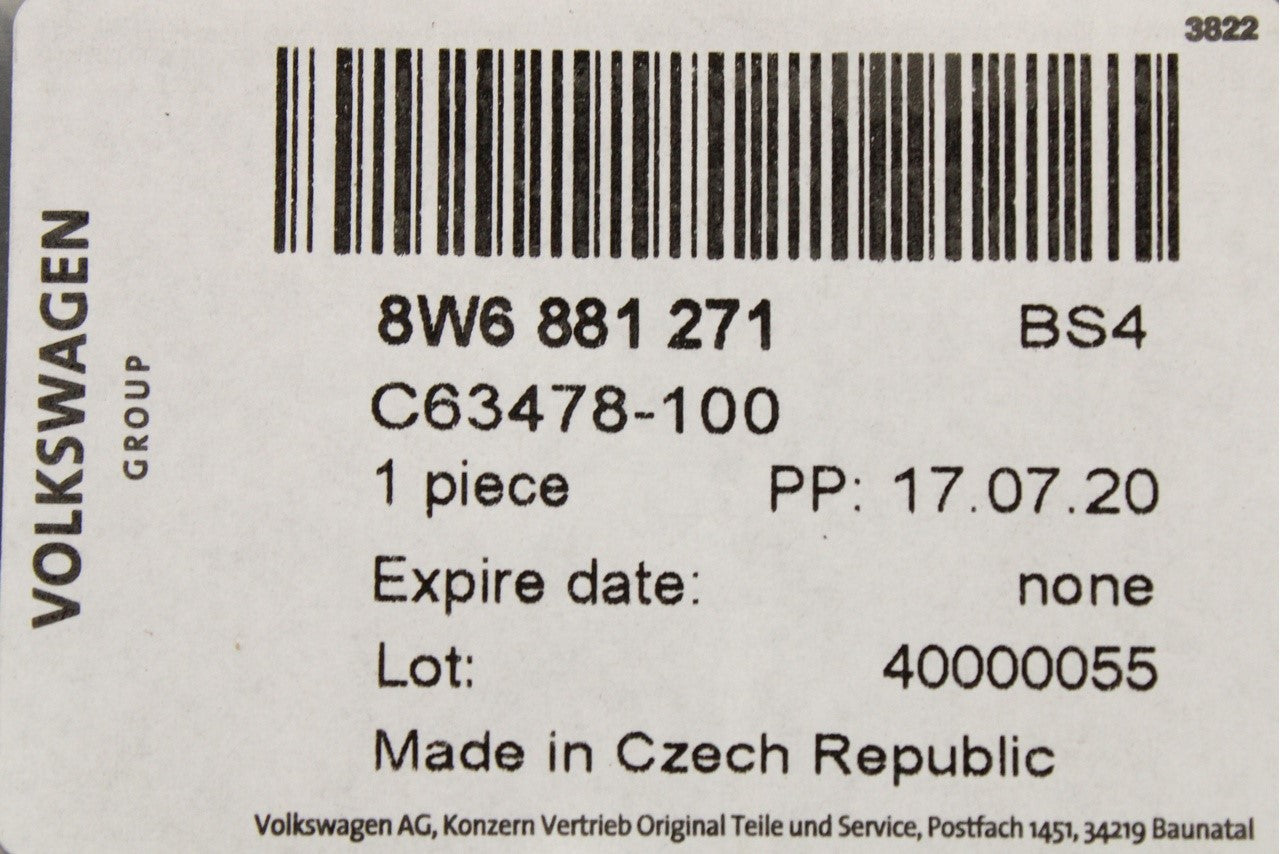 3822
VOLKSWAGEN
GROUP
8W6 881 271 BS4
C63478-100
1 piece PP: 17.07.20
Expire date: none
Lot: 40000055
Made in Czech Republic
Volkswagen AG, Konzern Vertrieb Original Teile und Service, Postfach 1451, 34219 Baunatal